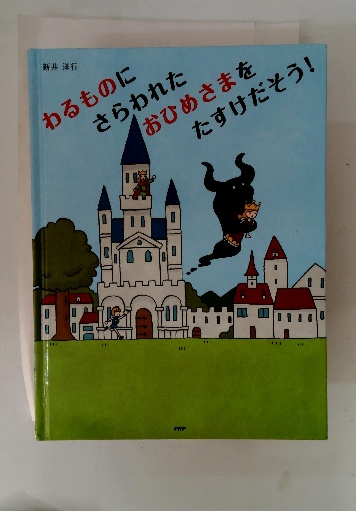 新井 洋行
わるものに
さらわれた
おひめさまを
たすけだそう!
PHP